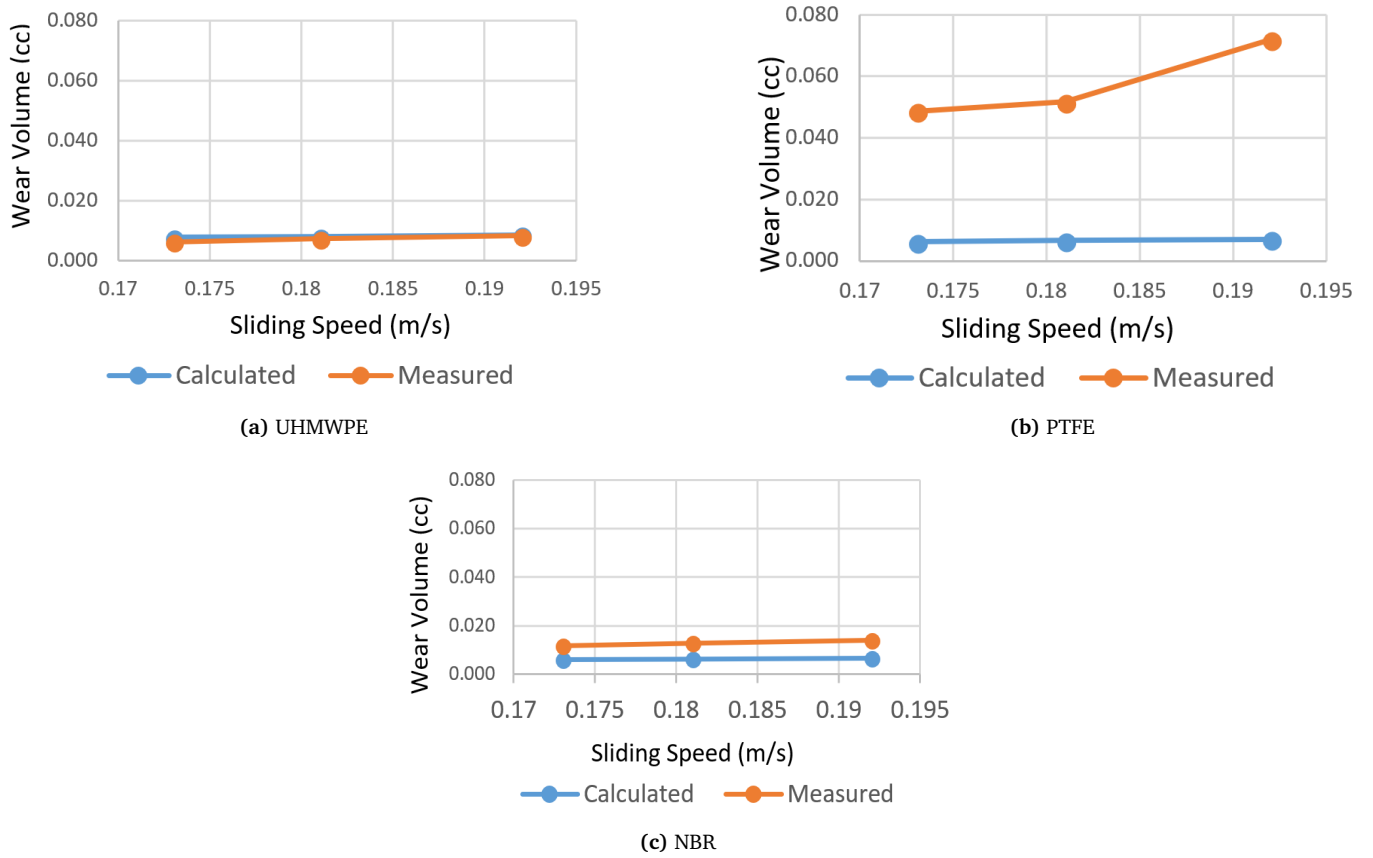 Wear Volume (cc)
0.080
0.060
0.040
0.020
0.000
0.17 0.175 0.18 0.185 0.19 0.195
Sliding Speed (m/s)
Calculated Measured
(a) UHMWPE
Wear Volume (cc)
0.080
0.060
0.040
0.020
0.000
0.17 0.175 0.18 0.185 0.19 0.195
Sliding Speed (m/s)
Calculated Measured
(b) PTFE
Wear Volume (cc)
0.080
0.060
0.040
0.020
0.000
0.17 0.175 0.18 0.185 0.19 0.195
Sliding Speed (m/s)
Calculated Measured
(c) NBR